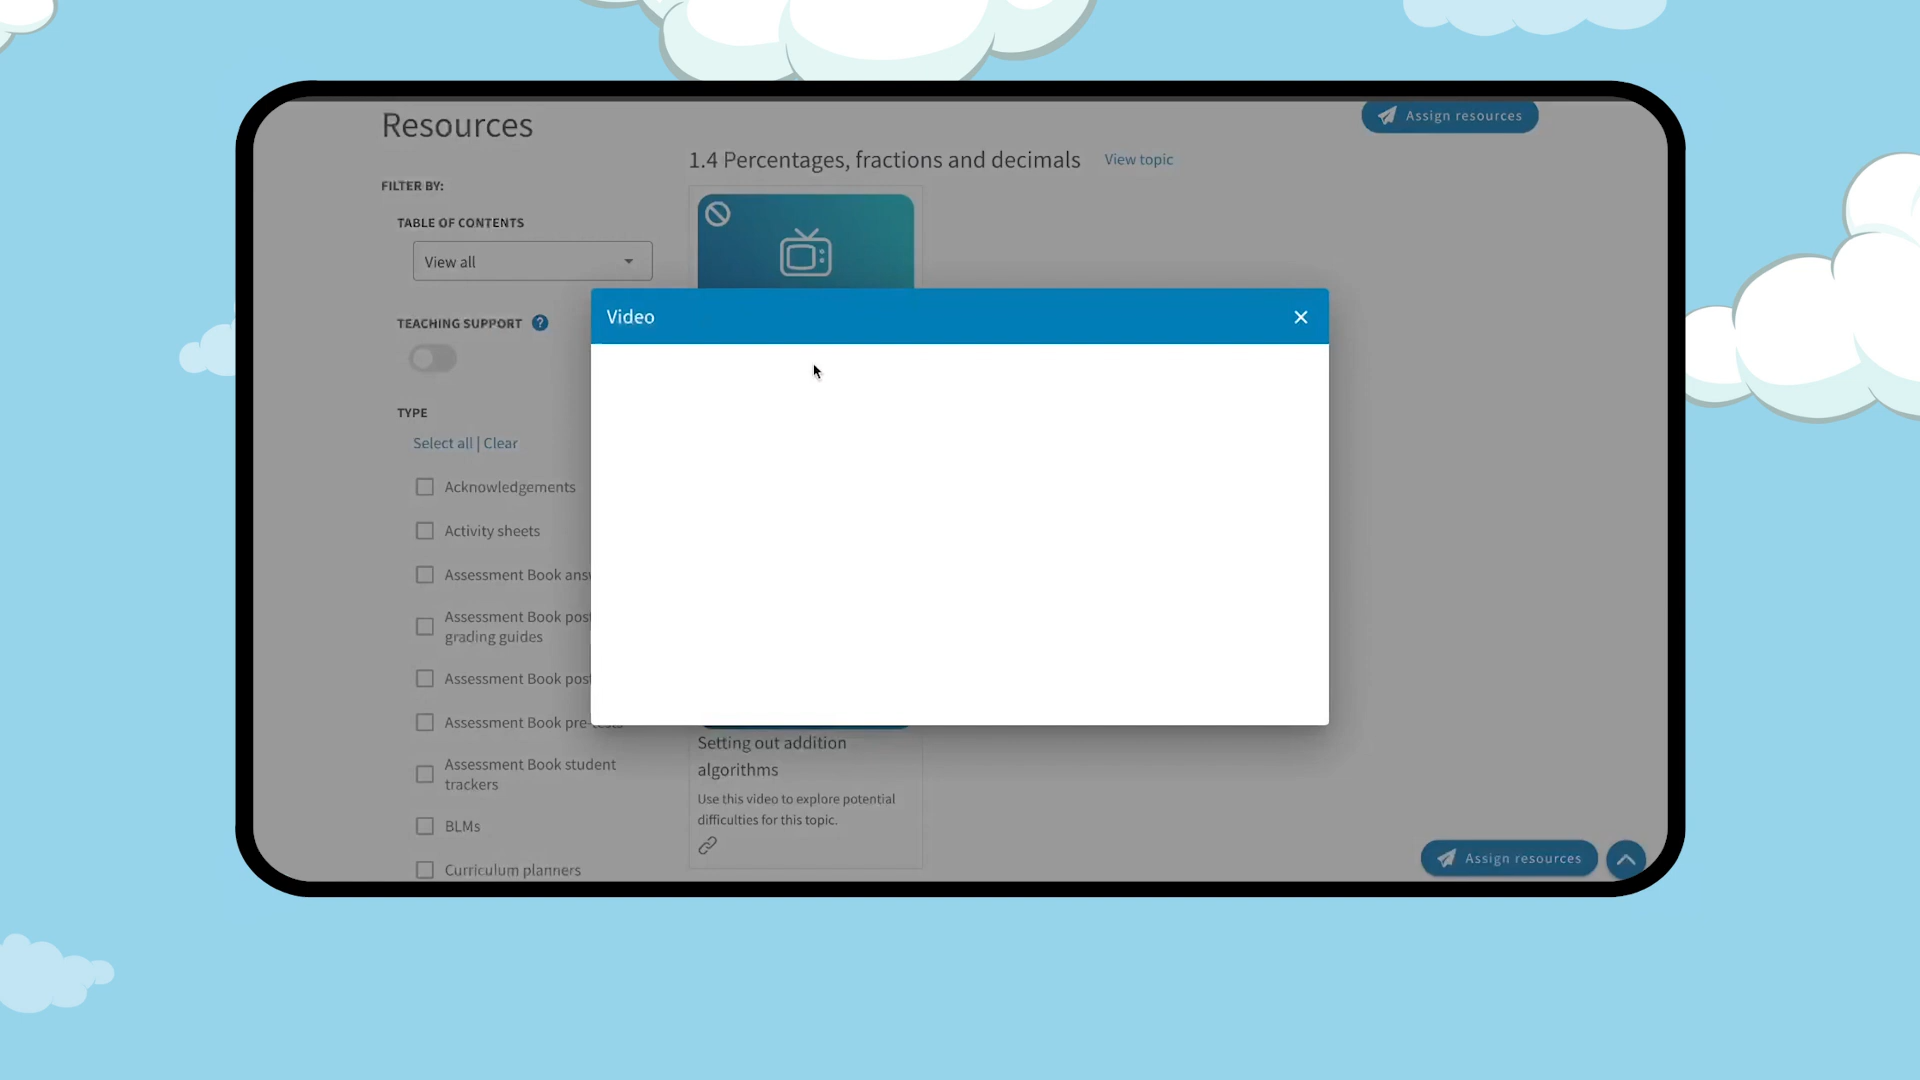 Resources
Assign resources
1.4 Percentages, fractions and decimals
View topic
FILTER BY:
TABLE OF CONTENTS
View all
TEACHING SUPPORT ?
TYPE
Select all | Clear
Acknowledgements
Activity sheets
Assessment Book ans
Assessment Book post
grading guides
Assessment Book post
Assessment Book pre-tests
Assessment Book student
trackers
BLMs
Curriculum planners
Video
Setting out addition
algorithms
Use this video to explore potential
difficulties for this topic.
Assign resources